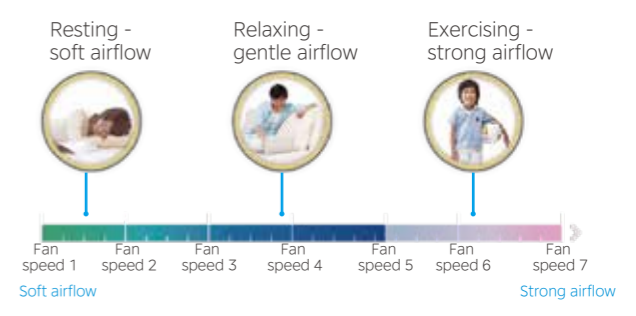 Resting -
soft airflow
Relaxing -
gentle airflow
Exercising -
strong airflow
Fan
speed 1
Fan
speed 2
Fan
speed 3
Fan
speed 4
Fan
speed 5
Fan
speed 6
Fan
speed 7
Soft airflow
Strong airflow